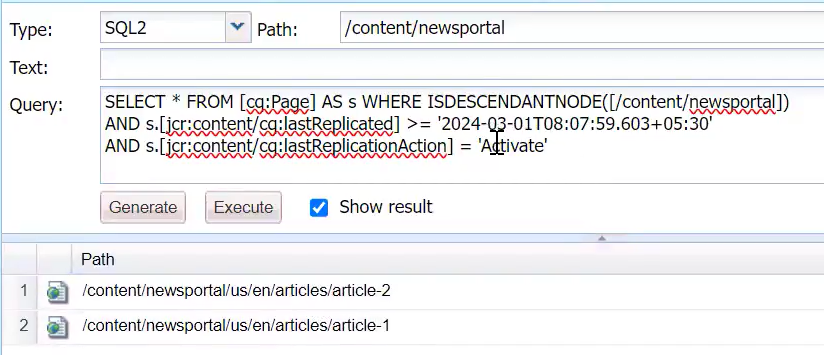 Type: SQL2 Path: /content/newsportal
Text:
Query: SELECT * FROM [cq:Page] AS s WHERE ISDESCENDANTNODE([/content/newsportal])
AND s.[jcr:content/cq:lastReplicated] >= '2024-03-01T08:07:59.603+05:30'
AND s.[jcr:content/cq:lastReplicationAction] = 'Activate'
Generate Execute Show result
Path
1 /content/newsportal/us/en/articles/article-2
2 /content/newsportal/us/en/articles/article-1